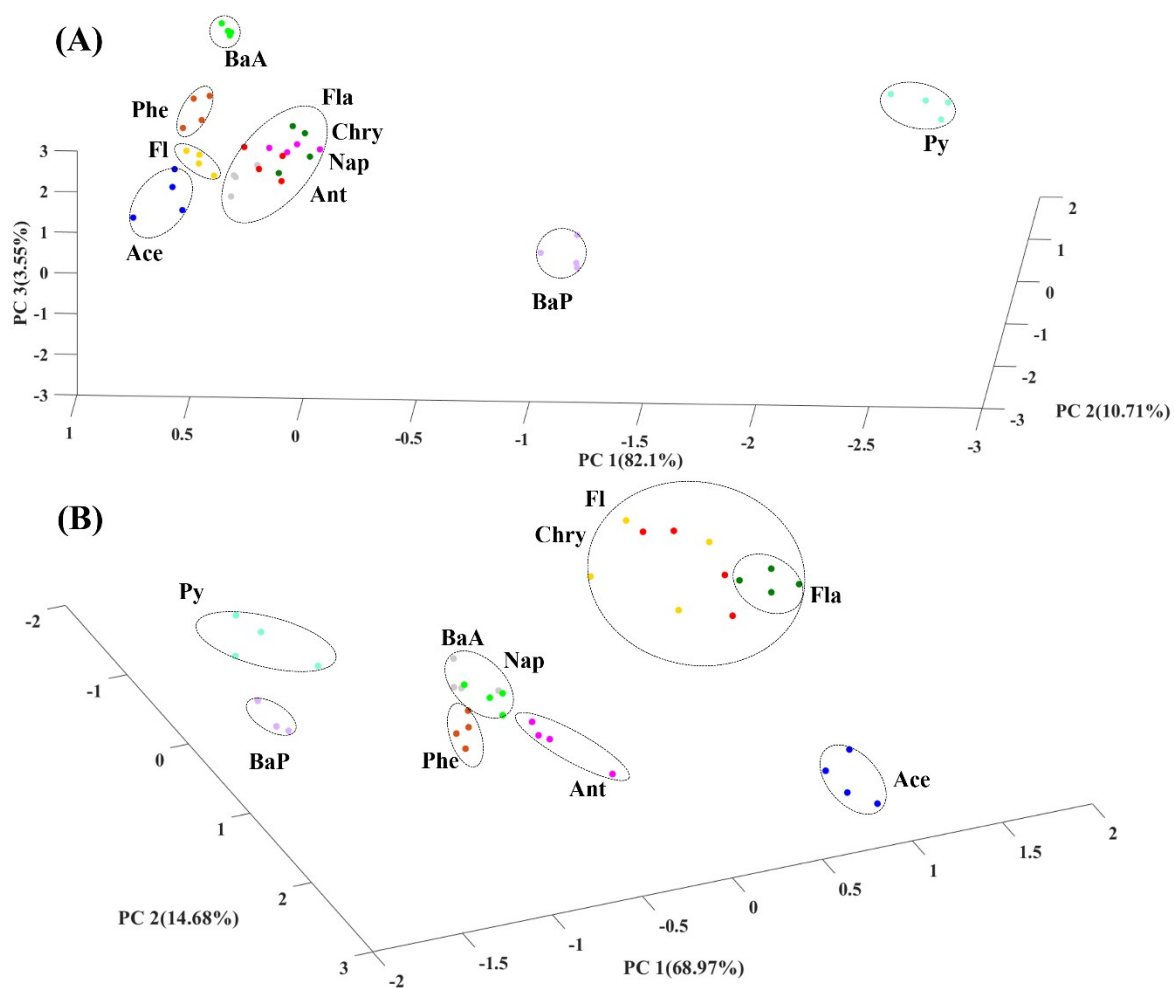 (A)
BaA
Phe
Fla
Chry
Fl
Nap
Ant
Ace
Py
BaP
3
2
1
0
-1
-2
-3
PC 3(3.55%)
1
0.5
0
-0.5
-1
-1.5
-2
-2.5
-3
PC 1(82.1%)
2
1
0
-1
-2
-3
PC 2(10.71%)
(B)
Fl
Chry
Fla
Py
BaA
Nap
BaP
Phe
Ant
Ace
-2
-1
0
1
2
3
PC 2(14.68%)
-2
-1.5
-1
-0.5
0
0.5
1
1.5
2
PC 1(68.97%)